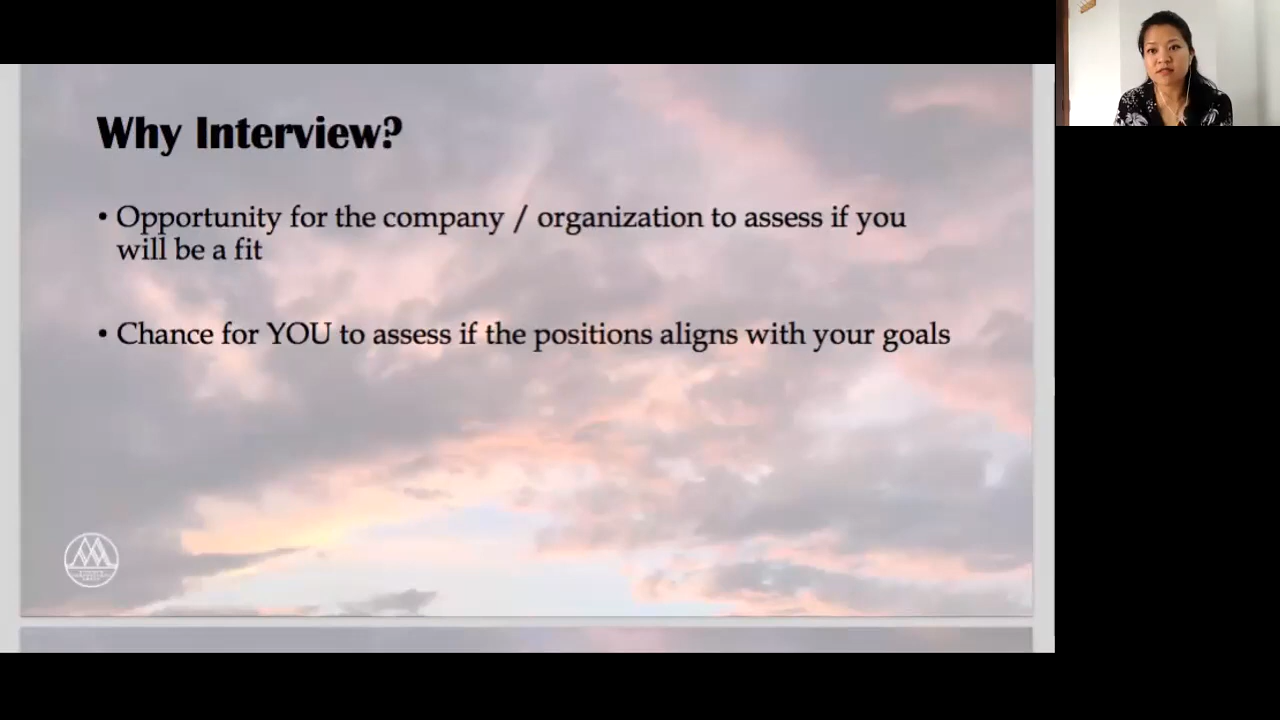 Why Interview?
• Opportunity for the company / organization to assess if you
will be a fit
• Chance for YOU to assess if the positions aligns with your goals